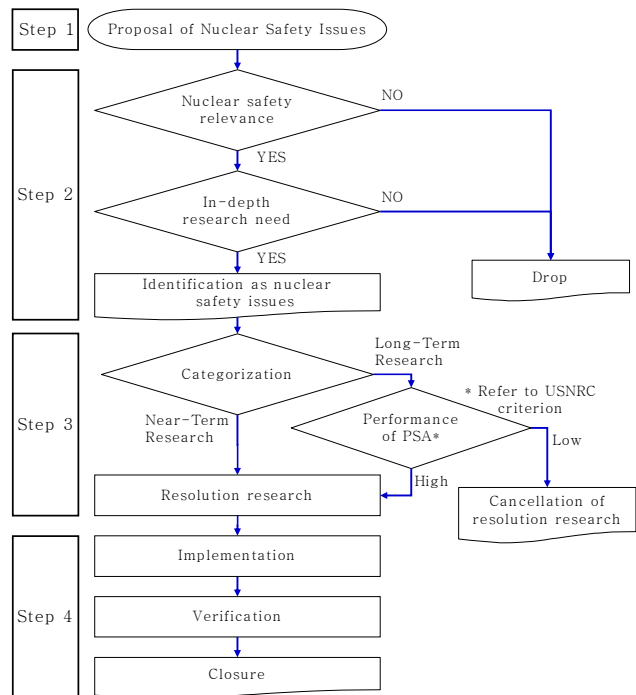 Step 1
Proposal of Nuclear Safety Issues
Step 2
Nuclear safety
relevance
NO
YES
In-depth
research need
NO
YES
Drop
Identification as nuclear
safety issues
Step 3
Categorization
Long-Term
Research
Near-Term
Research
* Refer to USNRC
criterion
Performance
of PSA*
Low
High
Resolution research
Cancellation of
resolution research
Step 4
Implementation
Verification
Closure